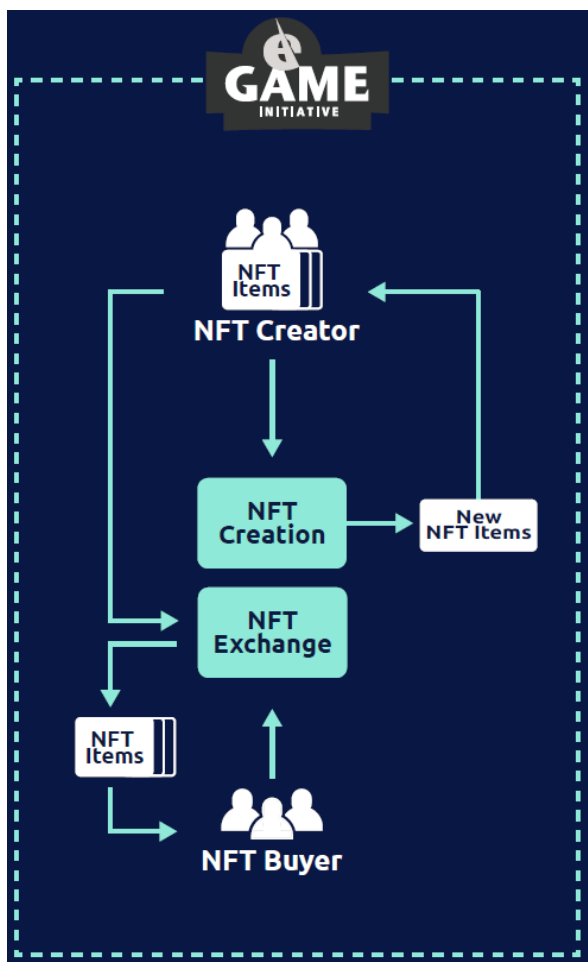 e
GAME
INITIATIVE
NFT
Items
NFT Creator
NFT
Creation
New
NFT Items
NFT
Exchange
NFT
Items
NFT Buyer